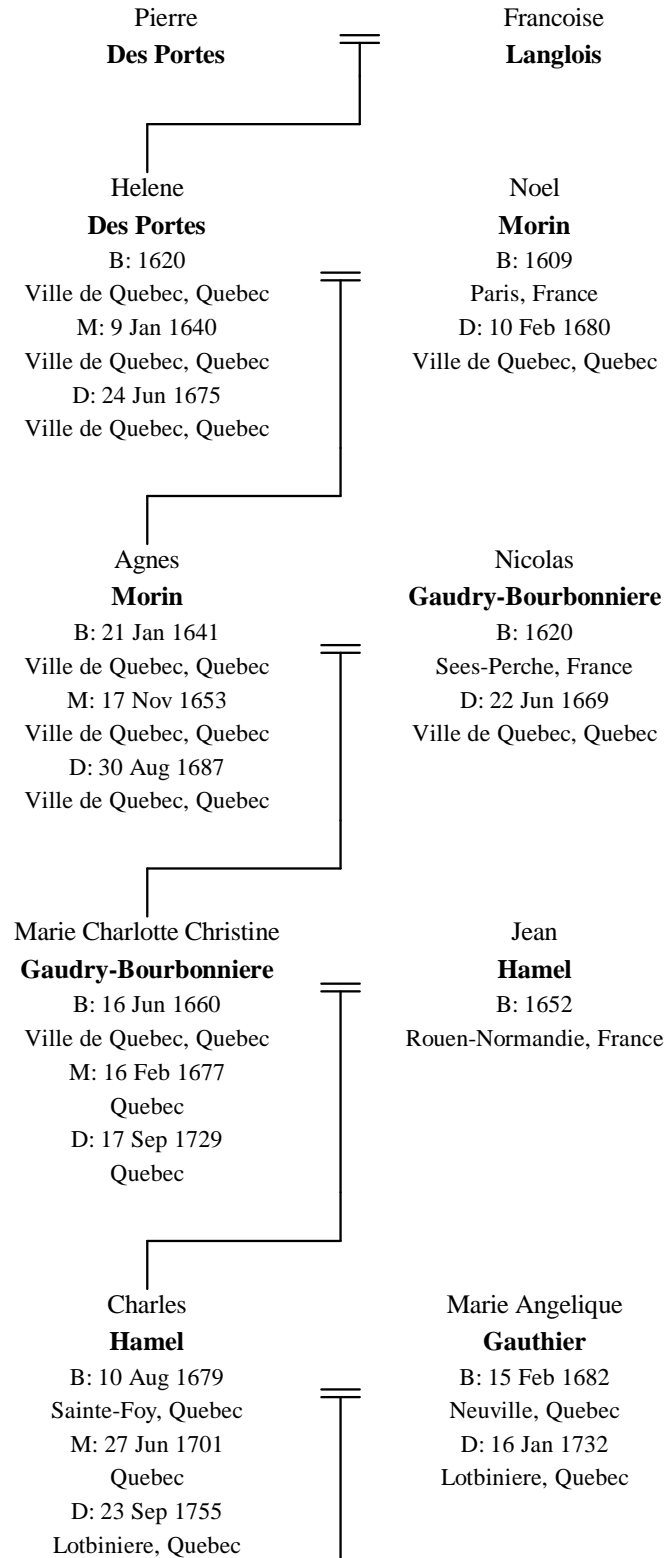 Pierre
Des Portes
Francoise
Langlois
Helene
Des Portes
B: 1620
Ville de Quebec, Quebec
M: 9 Jan 1640
Ville de Quebec, Quebec
D: 24 Jun 1675
Ville de Quebec, Quebec
Noel
Morin
B: 1609
Paris, France
D: 10 Feb 1680
Ville de Quebec, Quebec
Agnes
Morin
B: 21 Jan 1641
Ville de Quebec, Quebec
M: 17 Nov 1653
Ville de Quebec, Quebec
D: 30 Aug 1687
Ville de Quebec, Quebec
Nicolas
Gaudry-Bourbonniere
B: 1620
Sees-Perche, France
D: 22 Jun 1669
Ville de Quebec, Quebec
Marie Charlotte Christine
Gaudry-Bourbonniere
B: 16 Jun 1660
Ville de Quebec, Quebec
M: 16 Feb 1677
Quebec
D: 17 Sep 1729
Quebec
Jean
Hamel
B: 1652
Rouen-Normandie, France
Charles
Hamel
B: 10 Aug 1679
Sainte-Foy, Quebec
M: 27 Jun 1701
Quebec
D: 23 Sep 1755
Lotbiniere, Quebec
Marie Angelique
Gauthier
B: 15 Feb 1682
Neuville, Quebec
D: 16 Jan 1732
Lotbiniere, Quebec